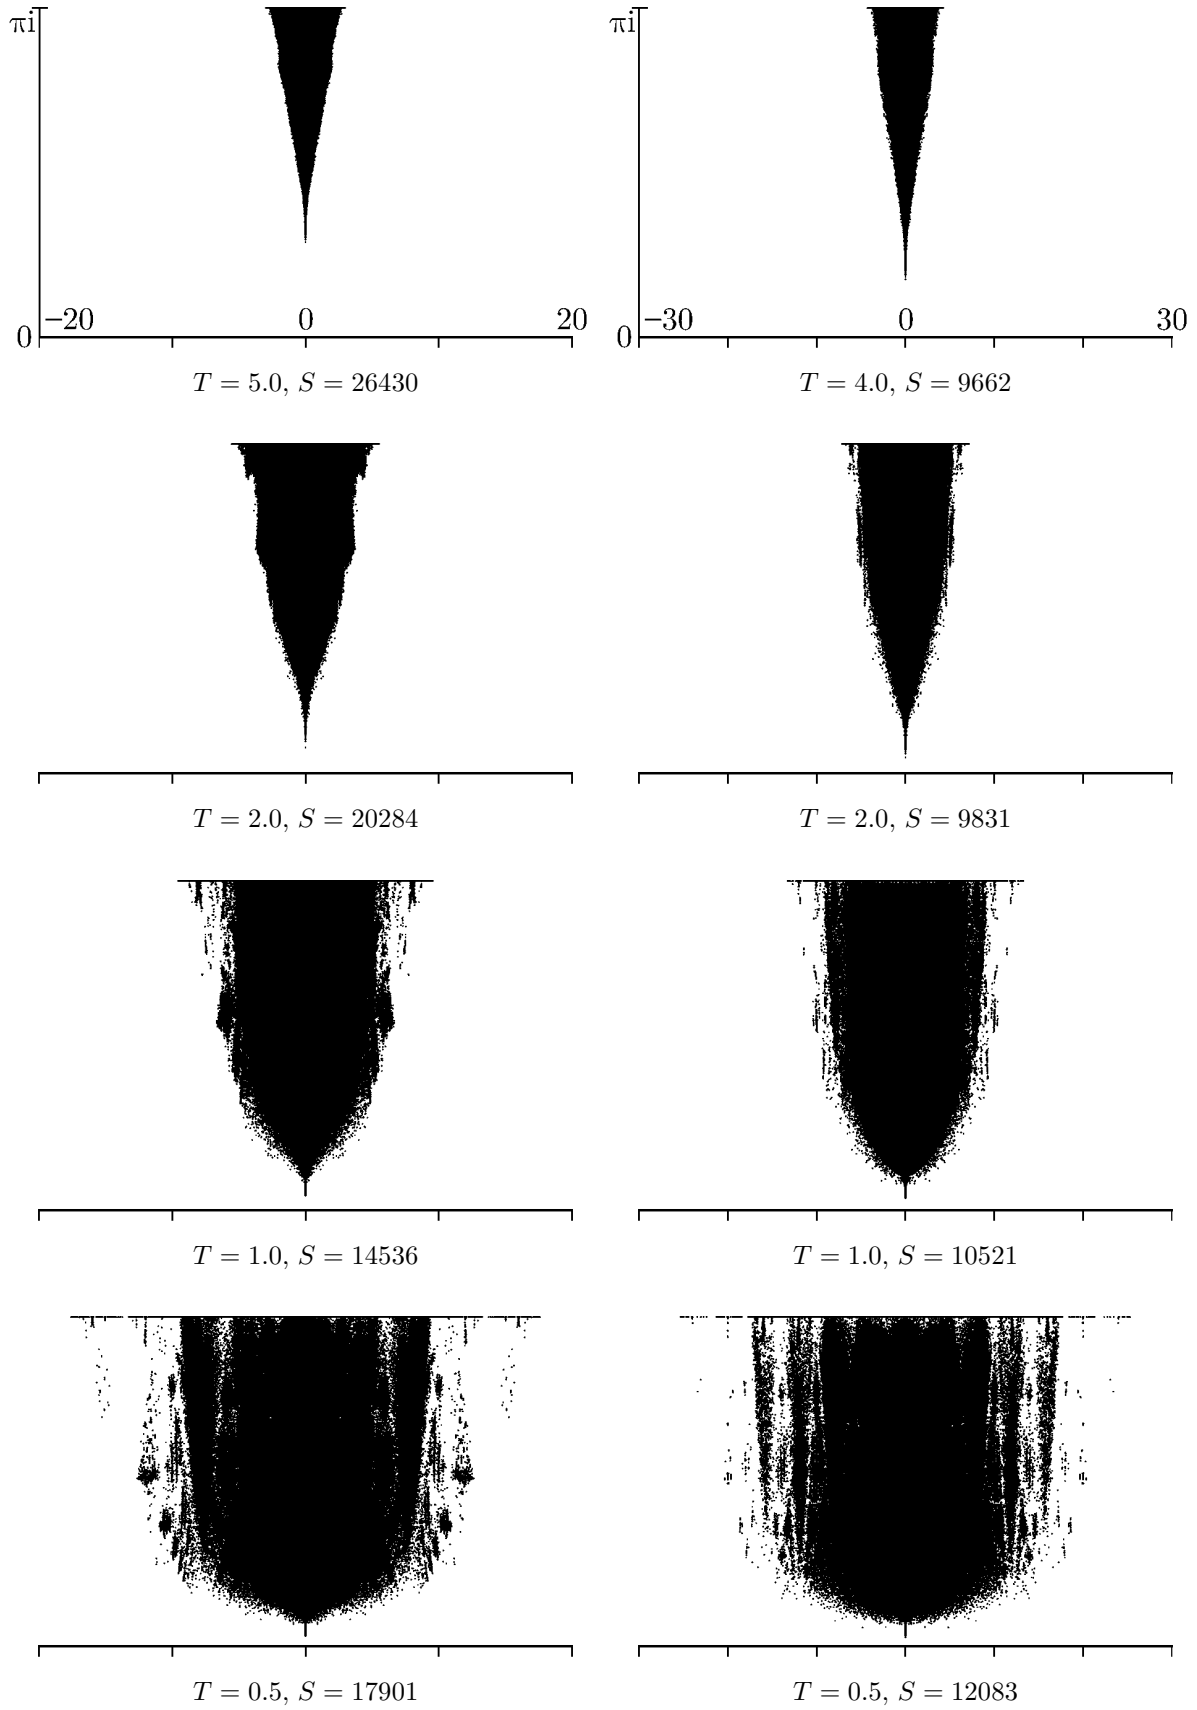 πi πi
0 −20 0 20 0 −30 0 30
T = 5.0, S = 26430 T = 4.0, S = 9662
T = 2.0, S = 20284 T = 2.0, S = 9831
T = 1.0, S = 14536 T = 1.0, S = 10521
T = 0.5, S = 17901 T = 0.5, S = 12083